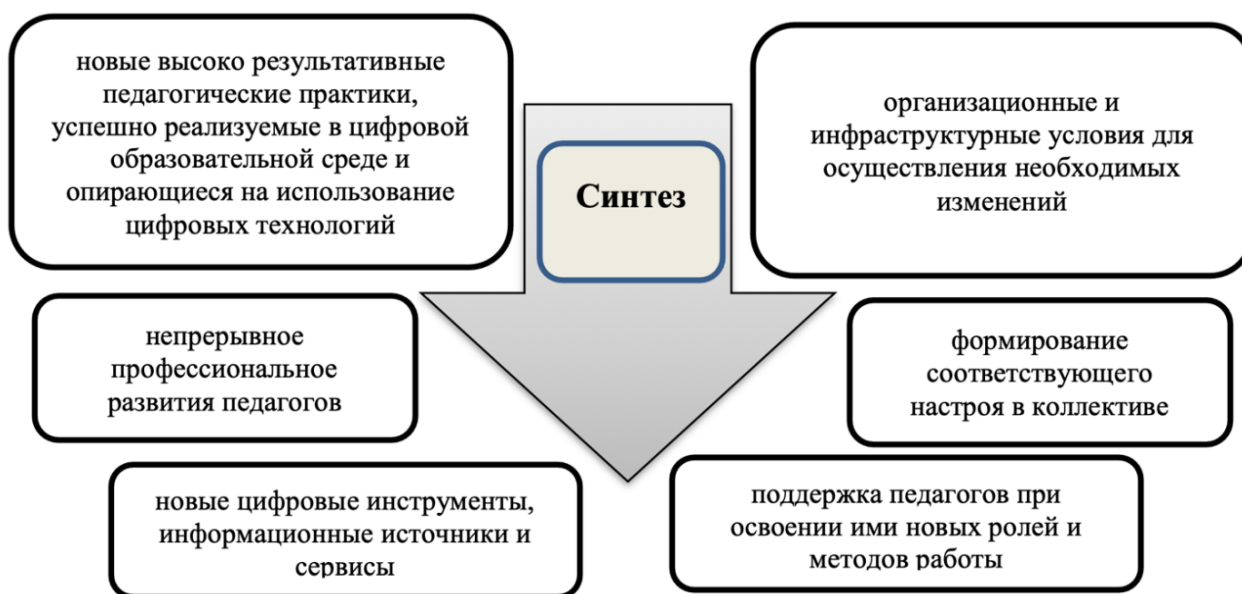 новые высоко результативные
педагогические практики,
успешно реализуемые в цифровой
образовательной среде и
опирающиеся на использование
цифровых технологий
Синтез
организационные и
инфраструктурные условия для
осуществления необходимых
изменений
непрерывное
профессиональное
развития педагогов
формирование
соответствующего
настроя в коллективе
новые цифровые инструменты,
информационные источники и
сервисы
поддержка педагогов при
освоении ими новых ролей и
методов работы